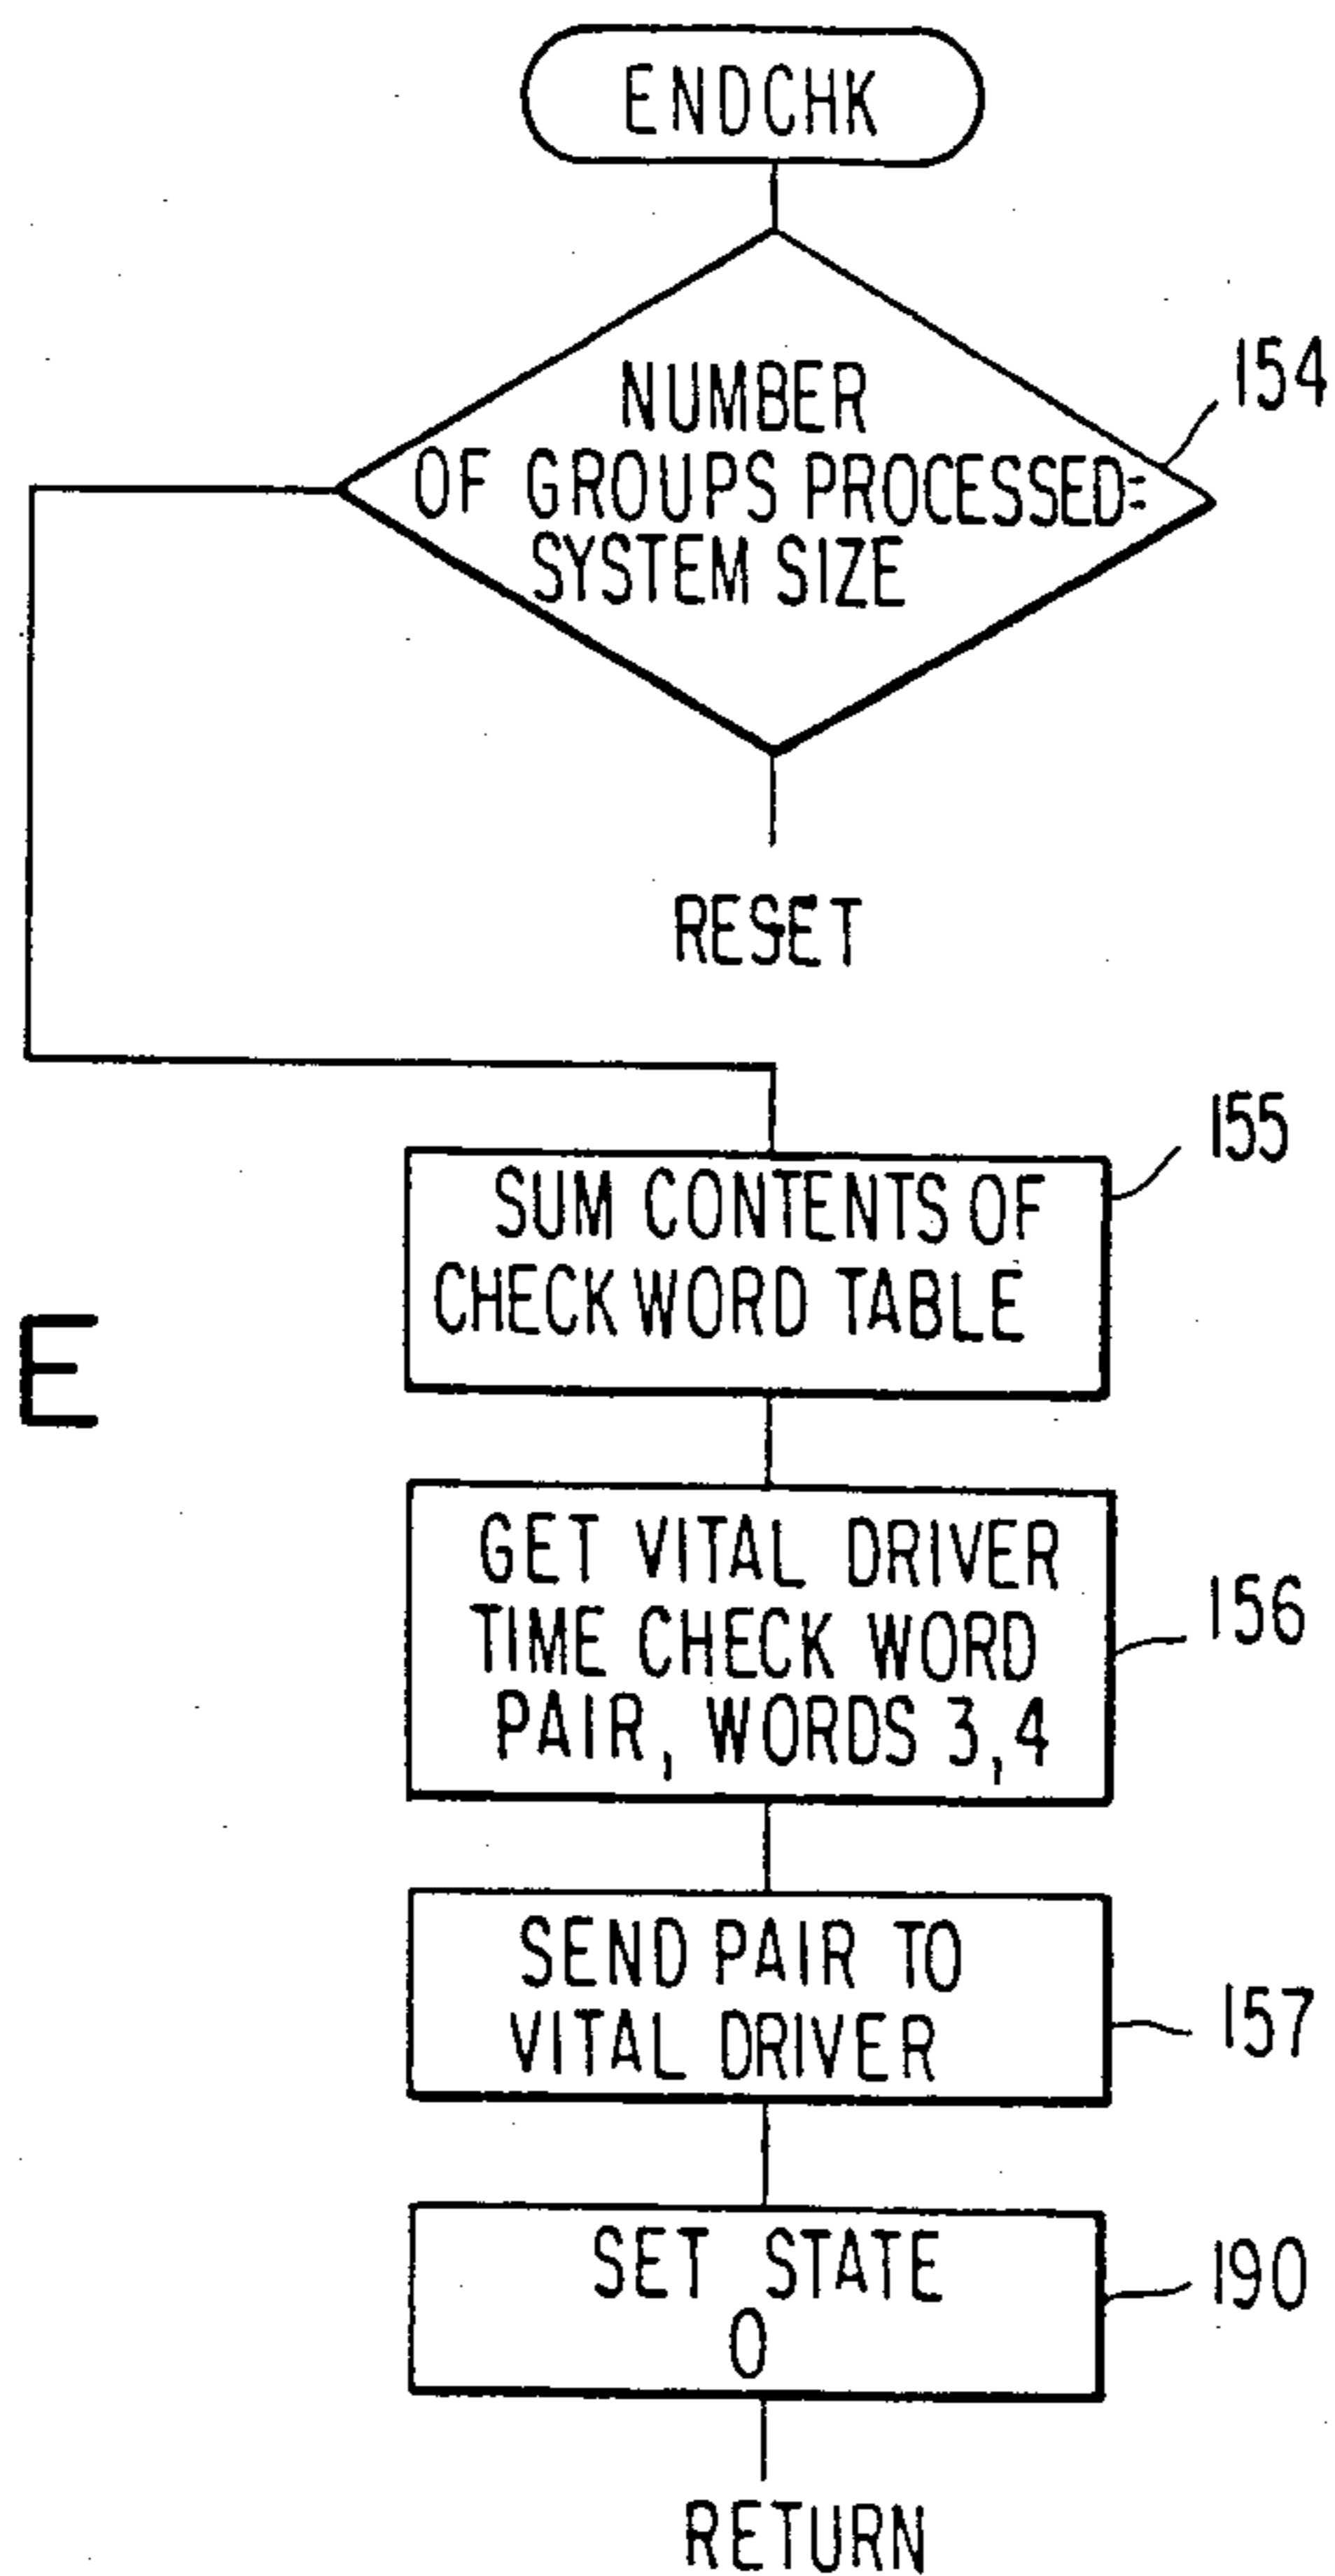 ENDCHK
NUMBER
OF GROUPS PROCESSED=
SYSTEM SIZE
154
RESET
155
SUM CONTENTS OF
CHECK WORD TABLE
E
GET VITAL DRIVER
TIME CHECK WORD
PAIR, WORDS 3,4
156
SEND PAIR TO
VITAL DRIVER
157
SET STATE
0
190
RETURN